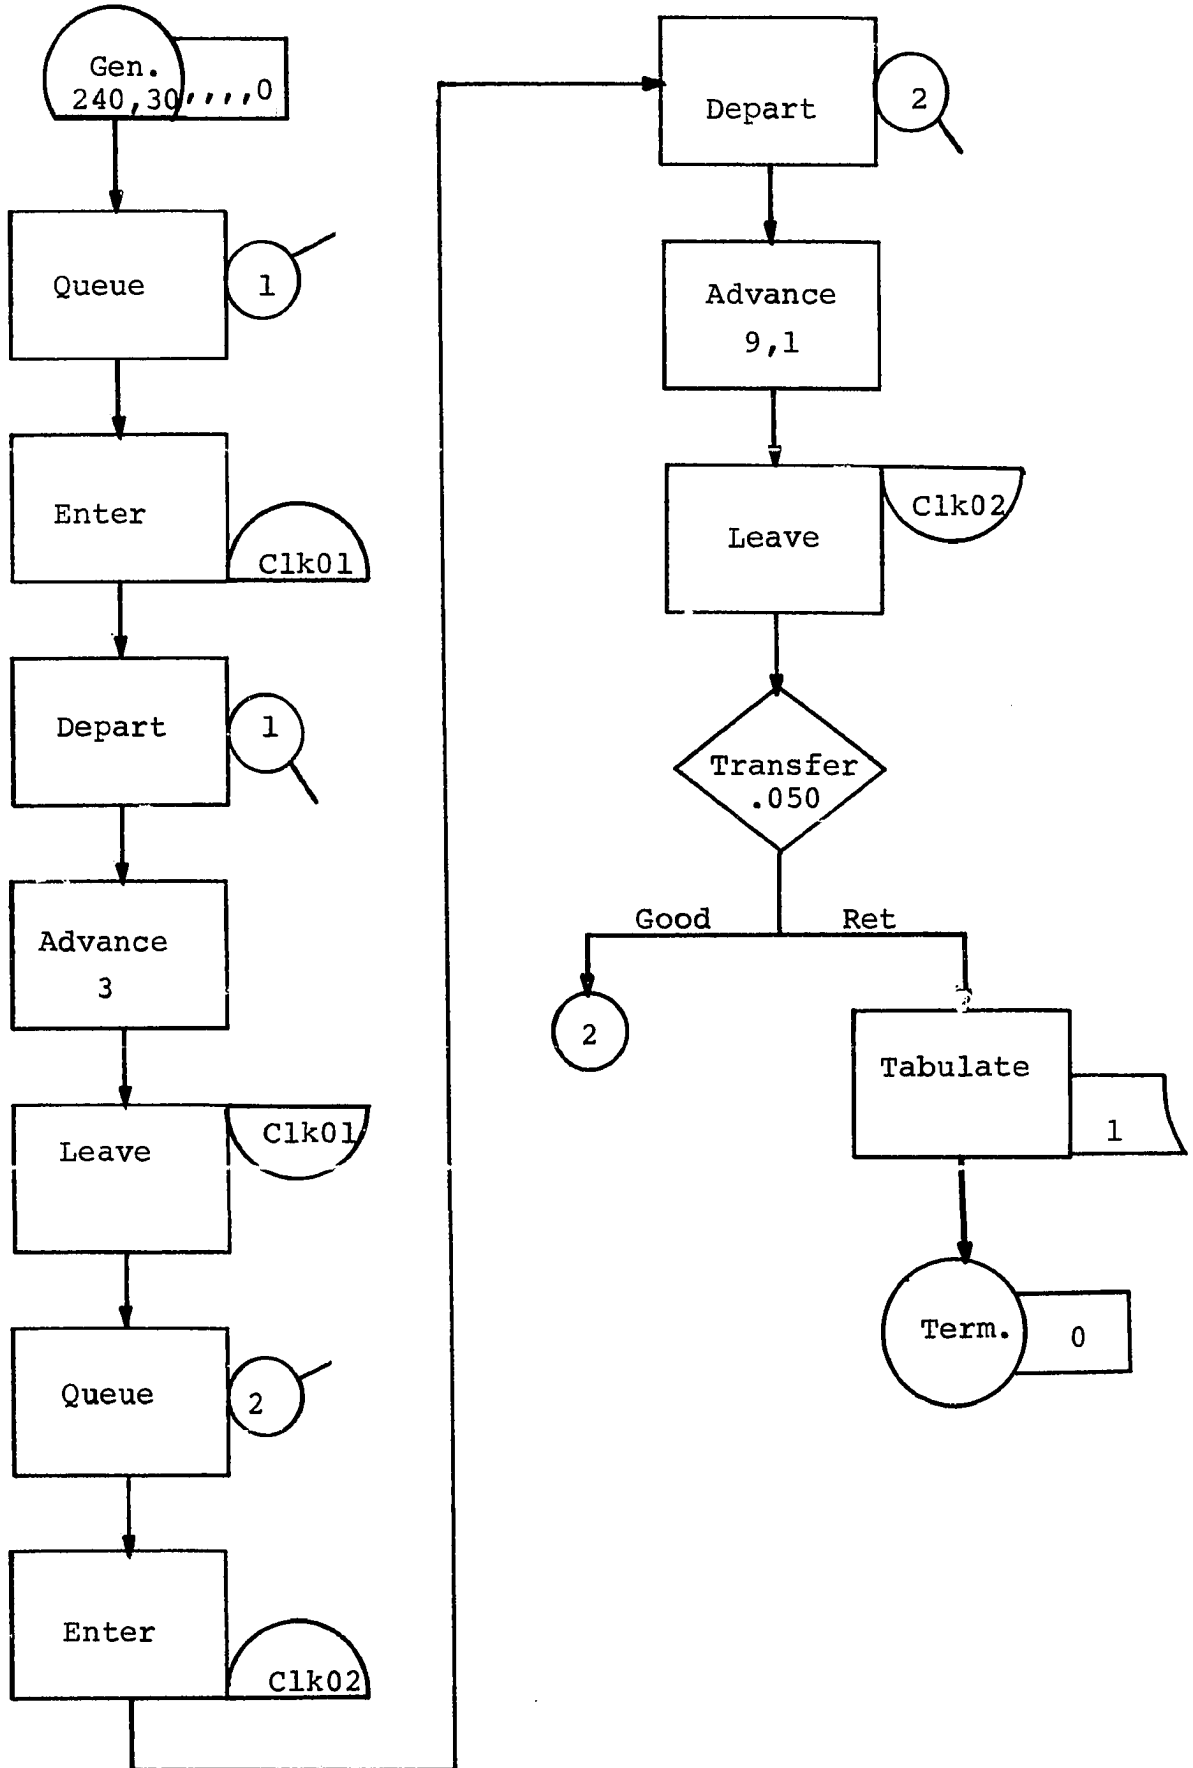 Gen.
240,30,,,,0
Queue
1
Enter
Clk01
Depart
1
Advance
3
Leave
Clk01
Queue
2
Enter
Clk02
Depart
2
Advance
9,1
Leave
Clk02
Transfer
.050
Good
Ret
2
Tabulate
1
Term.
0